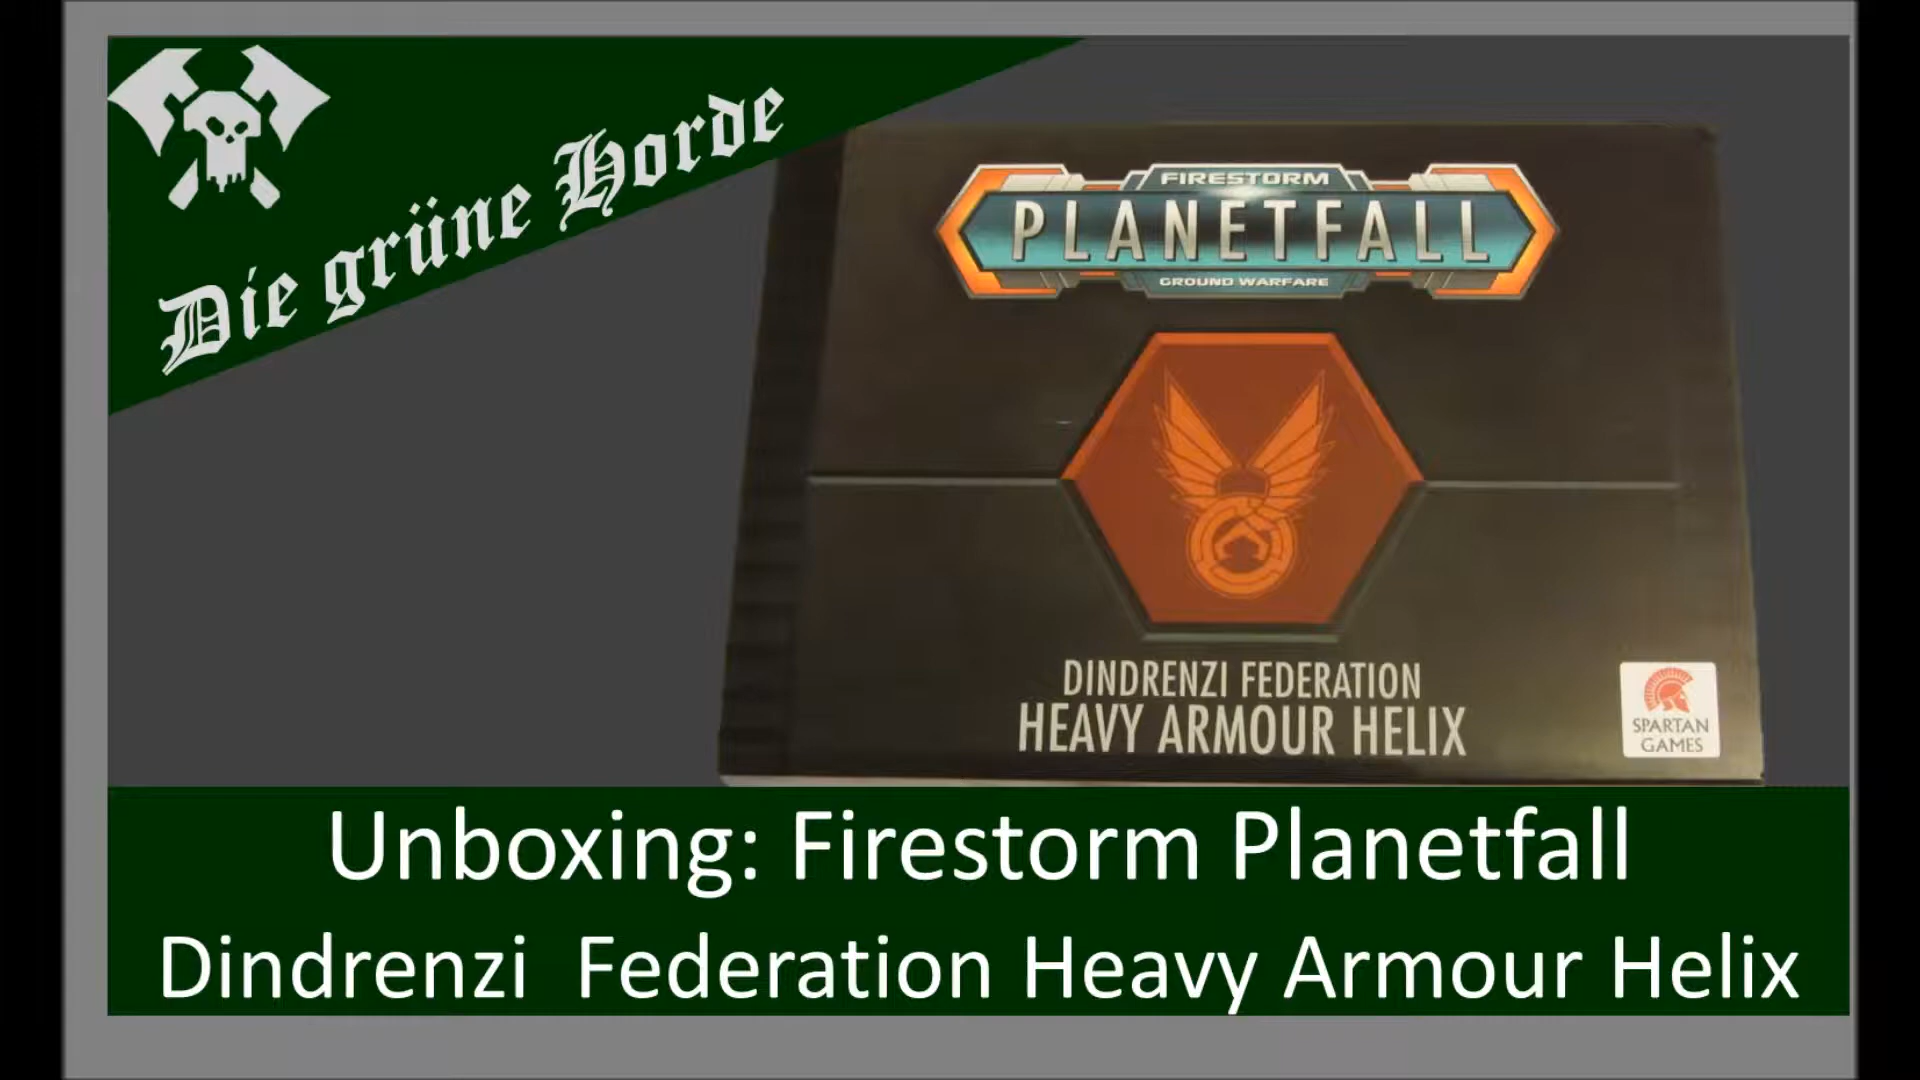 Die grüne Horde
FIRESTORM
PLANETFALL
GROUND WARFARE
DINDRENZI FEDERATION
HEAVY ARMOUR HELIX
SPARTAN
GAMES
Unboxing: Firestorm Planetfall
Dindrenzi Federation Heavy Armour Helix